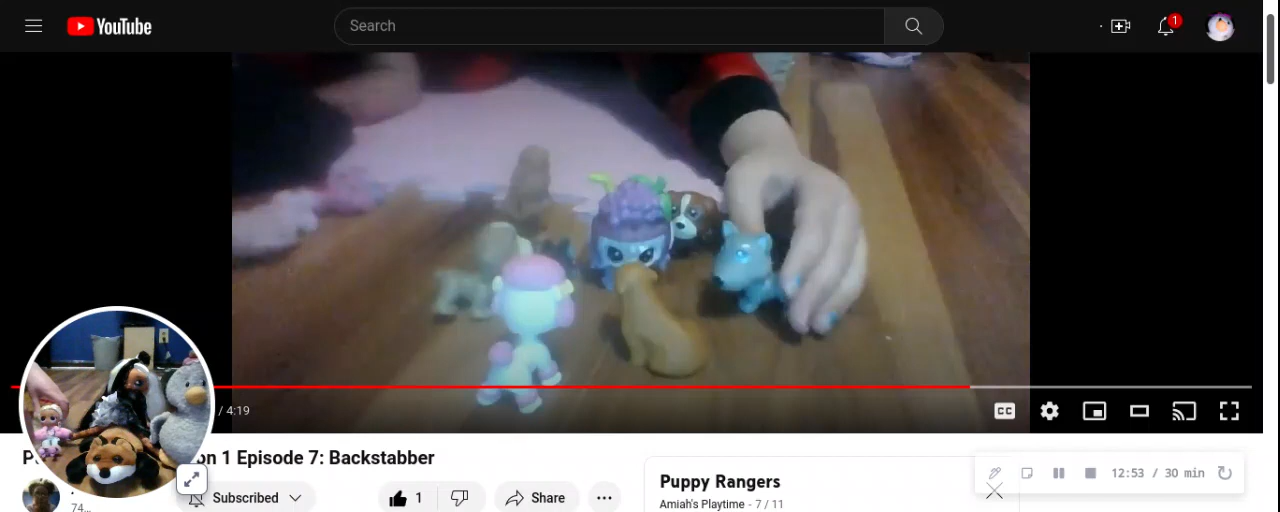 YouTube
Search
1
/ 4:19
CC
on 1 Episode 7: Backstabber
Subscribed
1
Share
74...
Puppy Rangers
Amiah's Playtime - 7 / 11
12:53 / 30 min